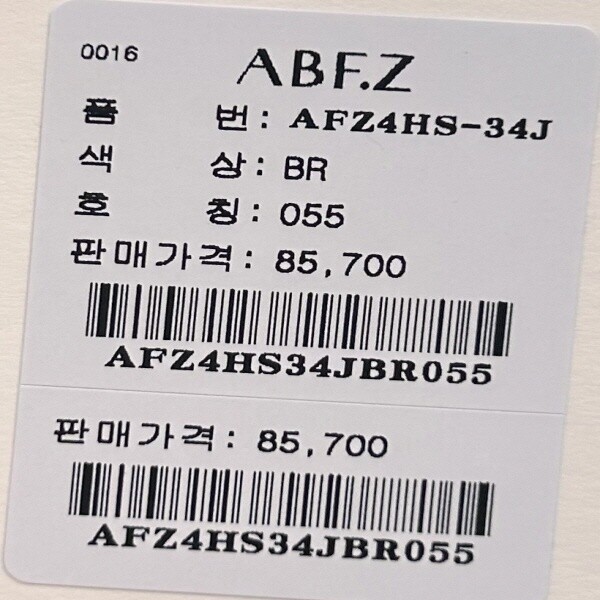 0016 ABF.Z
품 번 : AFZ4HS-34J
색 상 : BR
호 칭 : 055
판매가격 : 85,700
AFZ4HS34JBR055
판매가격 : 85,700
AFZ4HS34JBR055